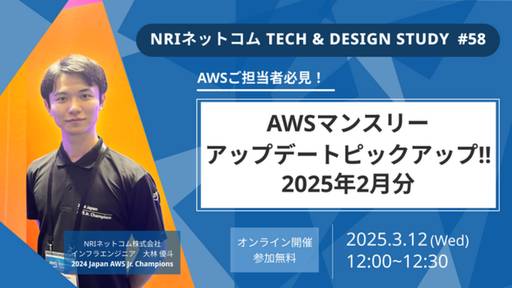 NRIネットコム TECH & DESIGN STUDY #58
AWSご担当者必見！
AWSマンスリー
アップデートピックアップ!!
2025年2月分
NRIネットコム株式会社
インフラエンジニア 大林 優斗
2024 Japan AWS Jr. Champions
オンライン開催
参加無料
2025.3.12 (Wed)
12:00~12:30